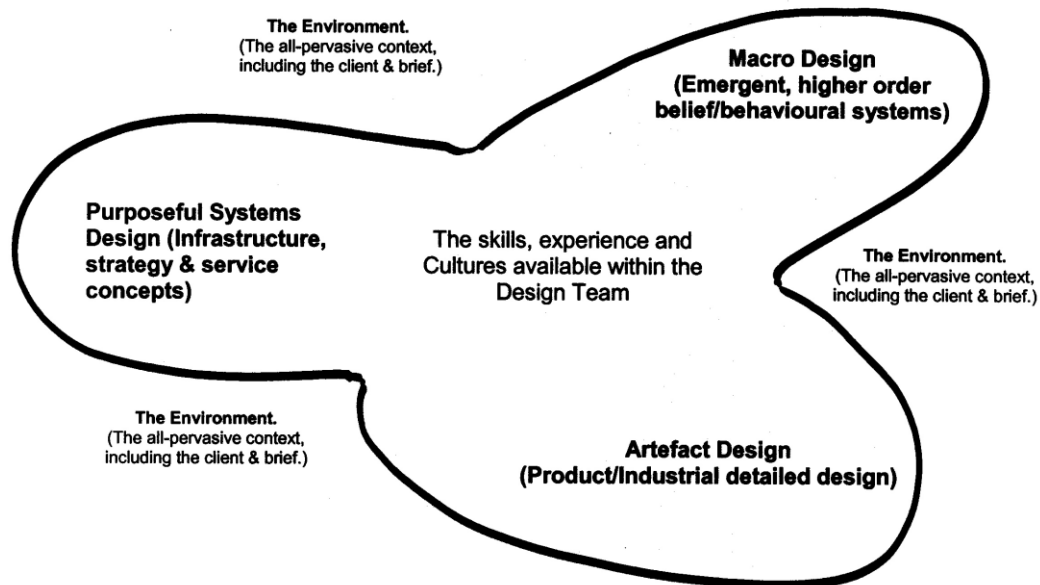 The Environment.
(The all-pervasive context,
including the client & brief.)
Macro Design
(Emergent, higher order
belief/behavioural systems)
Purposeful Systems
Design (Infrastructure,
strategy & service
concepts)
The skills, experience and
Cultures available within the
Design Team
The Environment.
(The all-pervasive context,
including the client & brief.)
The Environment.
(The all-pervasive context,
including the client & brief.)
Artefact Design
(Product/Industrial detailed design)